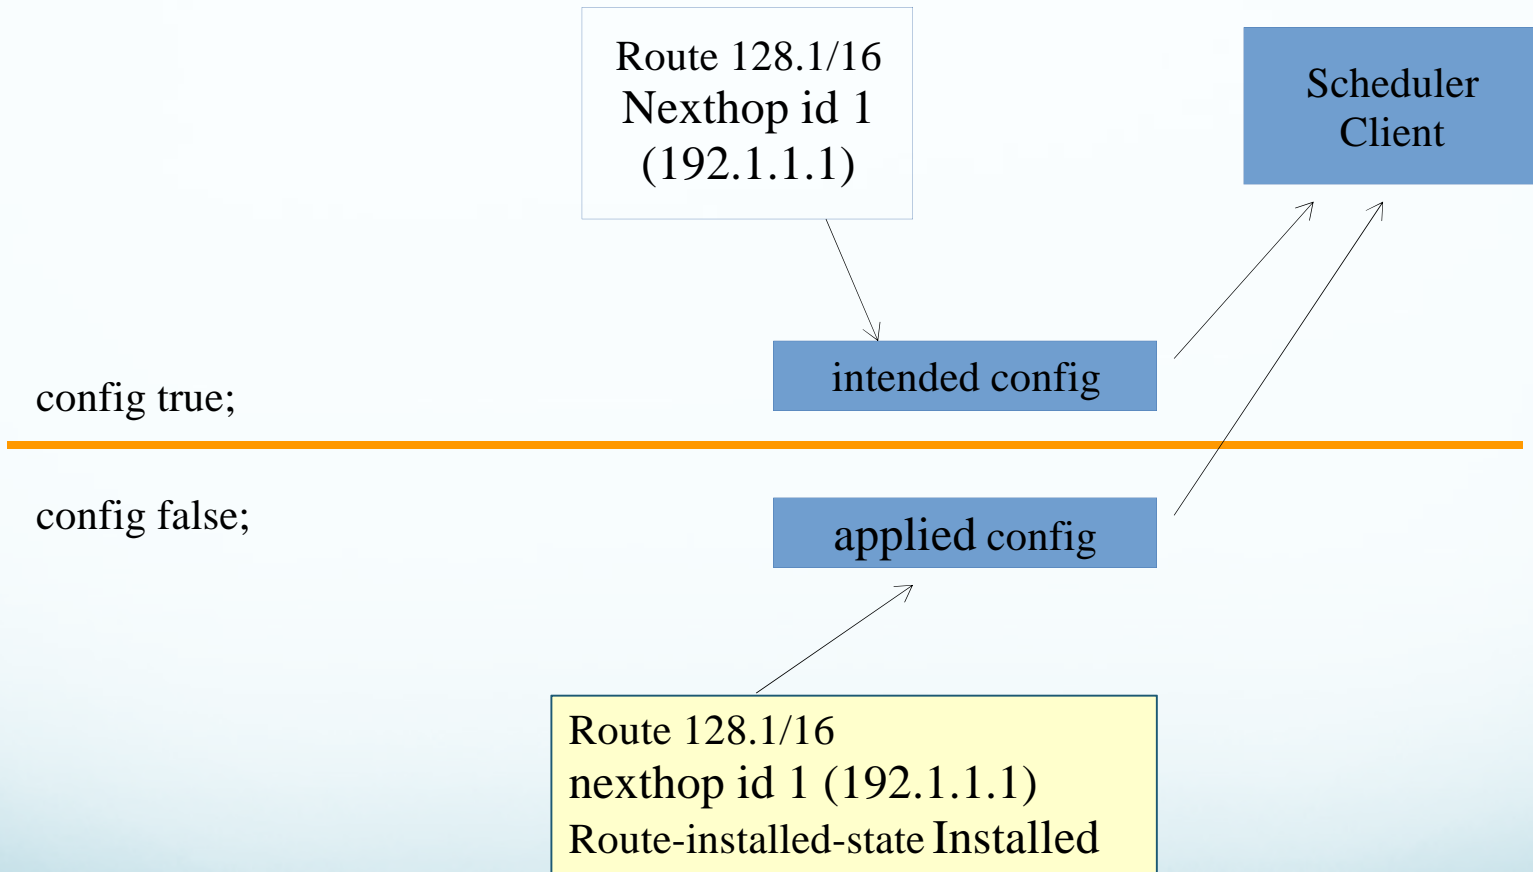 Route 128.1/16
Nexthop id 1
(192.1.1.1)
Scheduler
Client
intended config
config true;
config false;
applied config
Route 128.1/16
nexthop id 1 (192.1.1.1)
Route-installed-state Installed